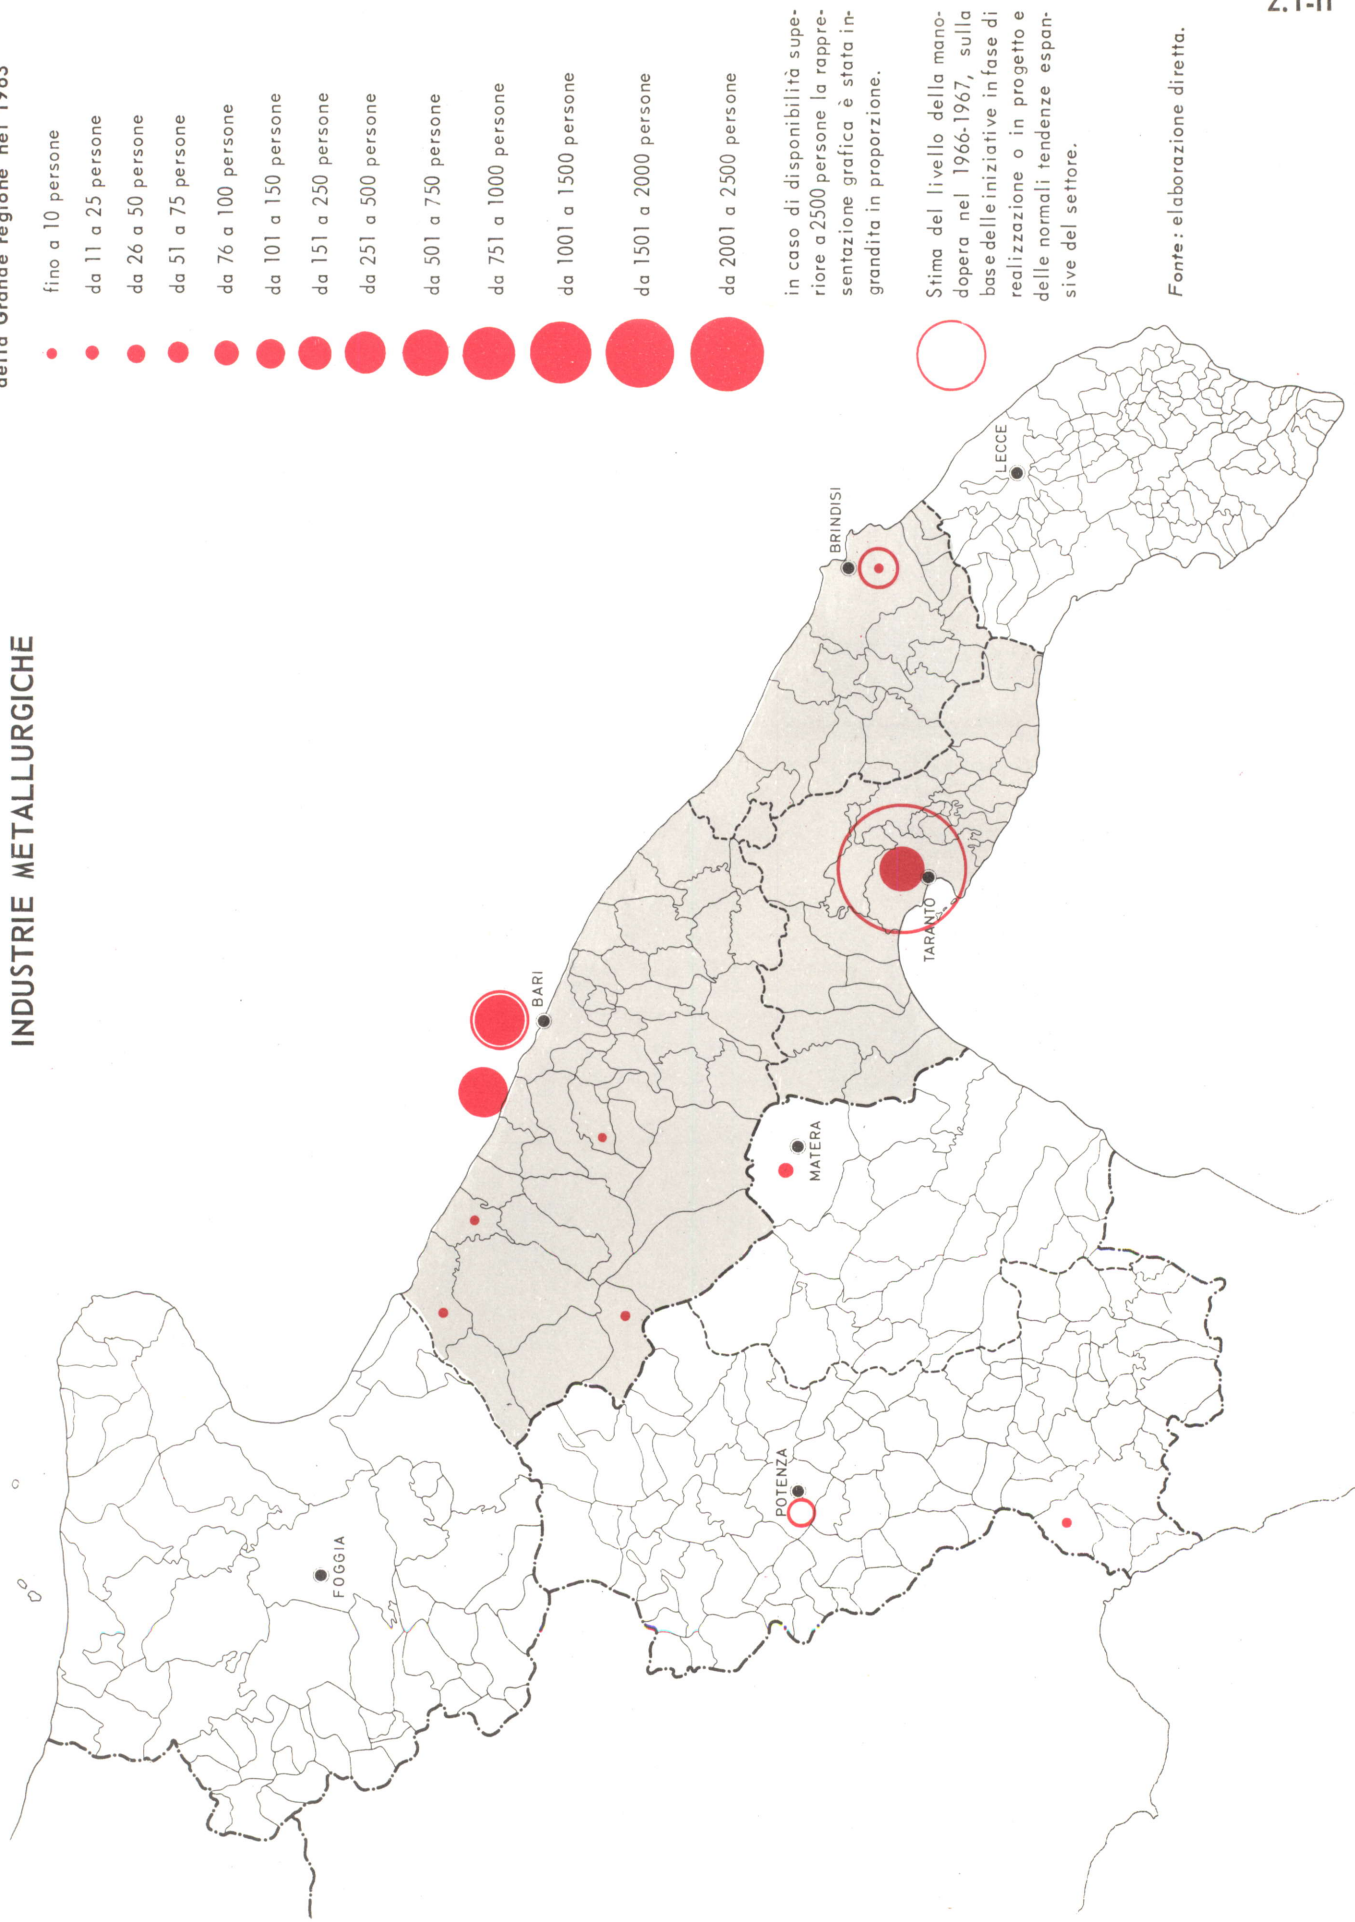 INDUSTRIE METALLURGICHE
della Grande regione nel 1963
fino a 10 persone
da 11 a 25 persone
da 26 a 50 persone
da 51 a 75 persone
da 76 a 100 persone
da 101 a 150 persone
da 151 a 250 persone
da 251 a 500 persone
da 501 a 750 persone
da 751 a 1000 persone
da 1001 a 1500 persone
da 1501 a 2000 persone
da 2001 a 2500 persone
in caso di disponibilità supe-
riore a 2500 persone la rappre-
sentazione grafica è stata in-
grandita in proporzione.
Stima del livello della mano-
dopera nel 1966-1967, sulla
base delle iniziative in fase di
realizzazione o in progetto e
delle normali tendenze espan-
sive del settore.
Fonte: elaborazione diretta.
FOGGIA
BARI
BRINDISI
LECCE
TARANTO
MATERA
POTENZA